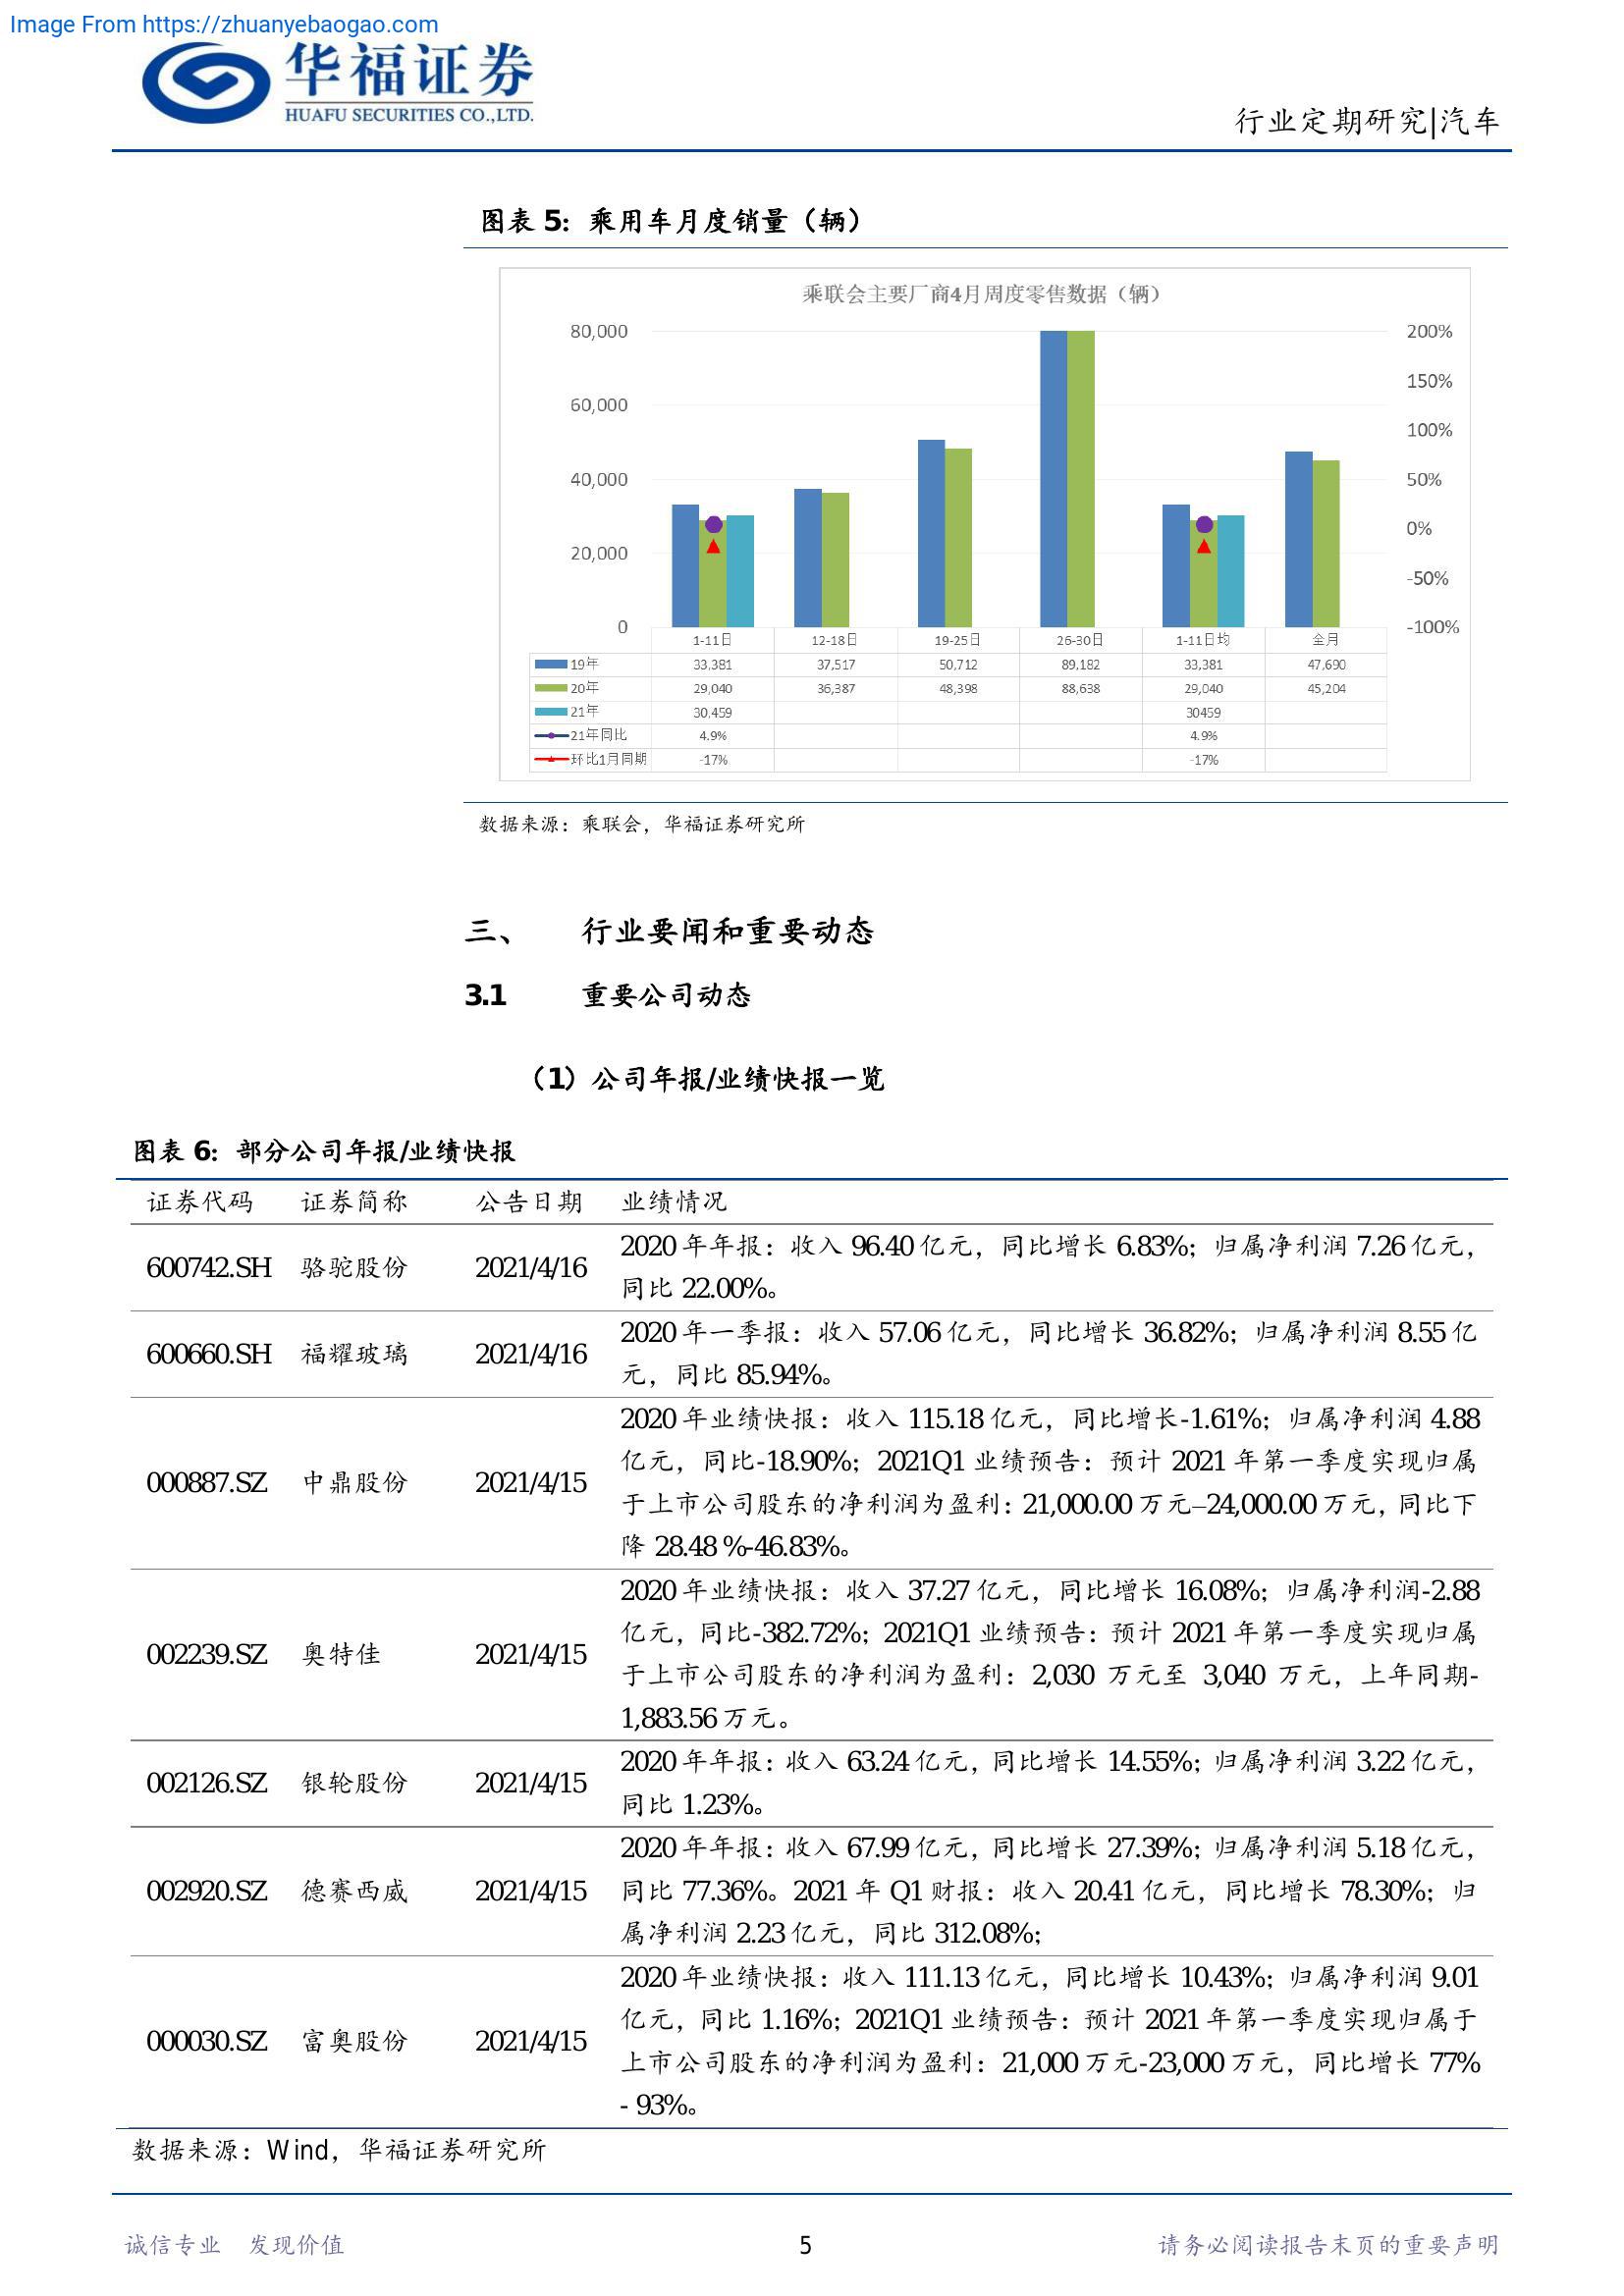 Image From https://zhuanyebaogao.com
华福证券
HUAFU SECURITIES CO.,LTD.
行业定期研究|汽车
图表 5：乘用车月度销量（辆）
乘联会主要厂商4月周度零售数据（辆）
80,000 200%
150%
60,000
100%
40,000 50%
0%
20,000
-50%
0 -100%
1-11日 12-18日 19-25日 26-30日 1-11日均 全月
19年 33,381 37,517 50,712 89,182 33,381 47,690
20年 29,040 36,387 48,398 88,638 29,040 45,204
21年 30,459 30459
21年同比 4.9% 4.9%
环比1月同期 -17% -17%
数据来源：乘联会，华福证券研究所
三、 行业要闻和重要动态
3.1 重要公司动态
（1）公司年报/业绩快报一览
图表 6：部分公司年报/业绩快报
证券代码 证券简称 公告日期 业绩情况
600742.SH 骆驼股份 2021/4/16 2020 年年报：收入 96.40 亿元，同比增长 6.83%；归属净利润 7.26 亿元，
同比 22.00%。
600660.SH 福耀玻璃 2021/4/16 2020 年一季报：收入 57.06 亿元，同比增长 36.82%；归属净利润 8.55 亿
元，同比 85.94%。
000887.SZ 中鼎股份 2021/4/15 2020 年业绩快报：收入 115.18 亿元，同比增长-1.61%；归属净利润 4.88
亿元，同比-18.90%；2021Q1 业绩预告：预计 2021 年第一季度实现归属
于上市公司股东的净利润为盈利：21,000.00 万元–24,000.00 万元，同比下
降 28.48 %-46.83%。
002239.SZ 奥特佳 2021/4/15 2020 年业绩快报：收入 37.27 亿元，同比增长 16.08%；归属净利润-2.88
亿元，同比-382.72%；2021Q1 业绩预告：预计 2021 年第一季度实现归属
于上市公司股东的净利润为盈利：2,030 万元至 3,040 万元，上年同期-
1,883.56 万元。
002126.SZ 银轮股份 2021/4/15 2020 年年报：收入 63.24 亿元，同比增长 14.55%；归属净利润 3.22 亿元，
同比 1.23%。
002920.SZ 德赛西威 2021/4/15 2020 年年报：收入 67.99 亿元，同比增长 27.39%；归属净利润 5.18 亿元，
同比 77.36%。2021 年 Q1 财报：收入 20.41 亿元，同比增长 78.30%；归
属净利润 2.23 亿元，同比 312.08%；
000030.SZ 富奥股份 2021/4/15 2020 年业绩快报：收入 111.13 亿元，同比增长 10.43%；归属净利润 9.01
亿元，同比 1.16%；2021Q1 业绩预告：预计 2021 年第一季度实现归属于
上市公司股东的净利润为盈利：21,000 万元-23,000 万元，同比增长 77%
- 93%。
数据来源：Wind，华福证券研究所
诚信专业 发现价值 5 请务必阅读报告末页的重要声明